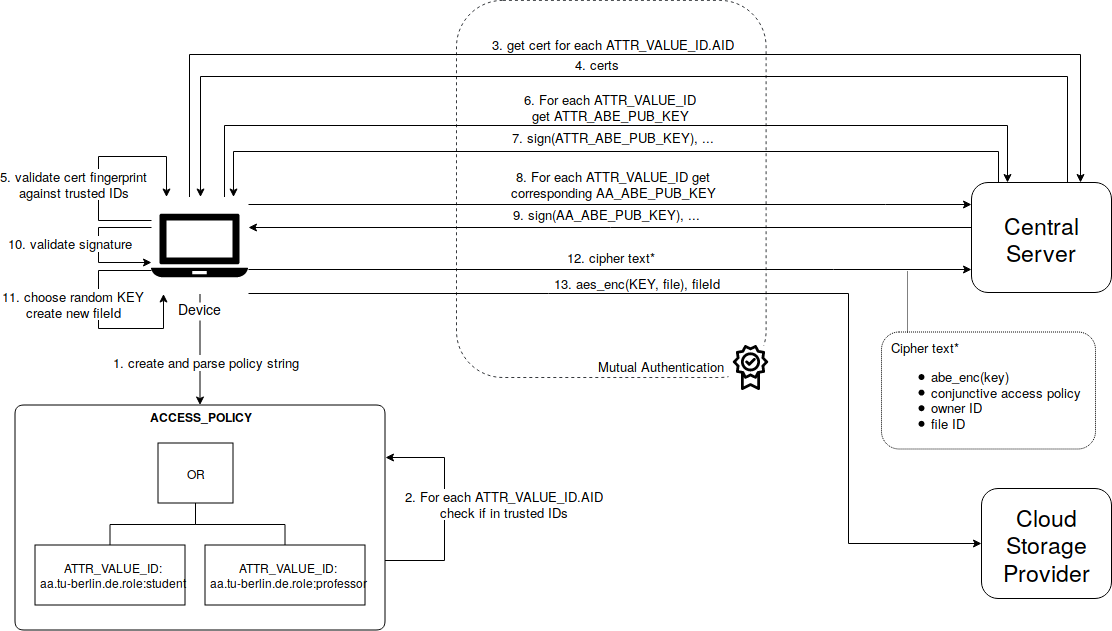 3. get cert for each ATTR_VALUE_ID.AID
4. certs
6. For each ATTR_VALUE_ID
get ATTR_ABE_PUB_KEY
7. sign(ATTR_ABE_PUB_KEY), ...
5. validate cert fingerprint
against trusted IDs
8. For each ATTR_VALUE_ID get
corresponding AA_ABE_PUB_KEY
9. sign(AA_ABE_PUB_KEY), ...
Central
Server
10. validate signature
12. cipher text*
13. aes_enc(KEY, file), fileId
11. choose random KEY
create new fileId
Device
1. create and parse policy string
Mutual Authentication
Cipher text*
abe_enc(key)
conjunctive access policy
owner ID
file ID
ACCESS_POLICY
OR
2. For each ATTR_VALUE_ID.AID
check if in trusted IDs
ATTR_VALUE_ID:
aa.tu-berlin.de.role:student
ATTR_VALUE_ID:
aa.tu-berlin.de.role:professor
Cloud
Storage
Provider